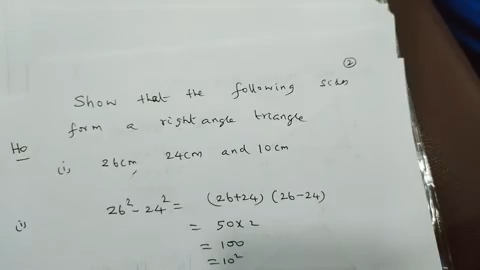 ②
Show that the following sides
form a right angle triangle
Ho
(i) 26cm, 24cm and 10cm
(i) 26² - 24² = (26+24) (26-24)
= 50 x 2
= 100
= 10²